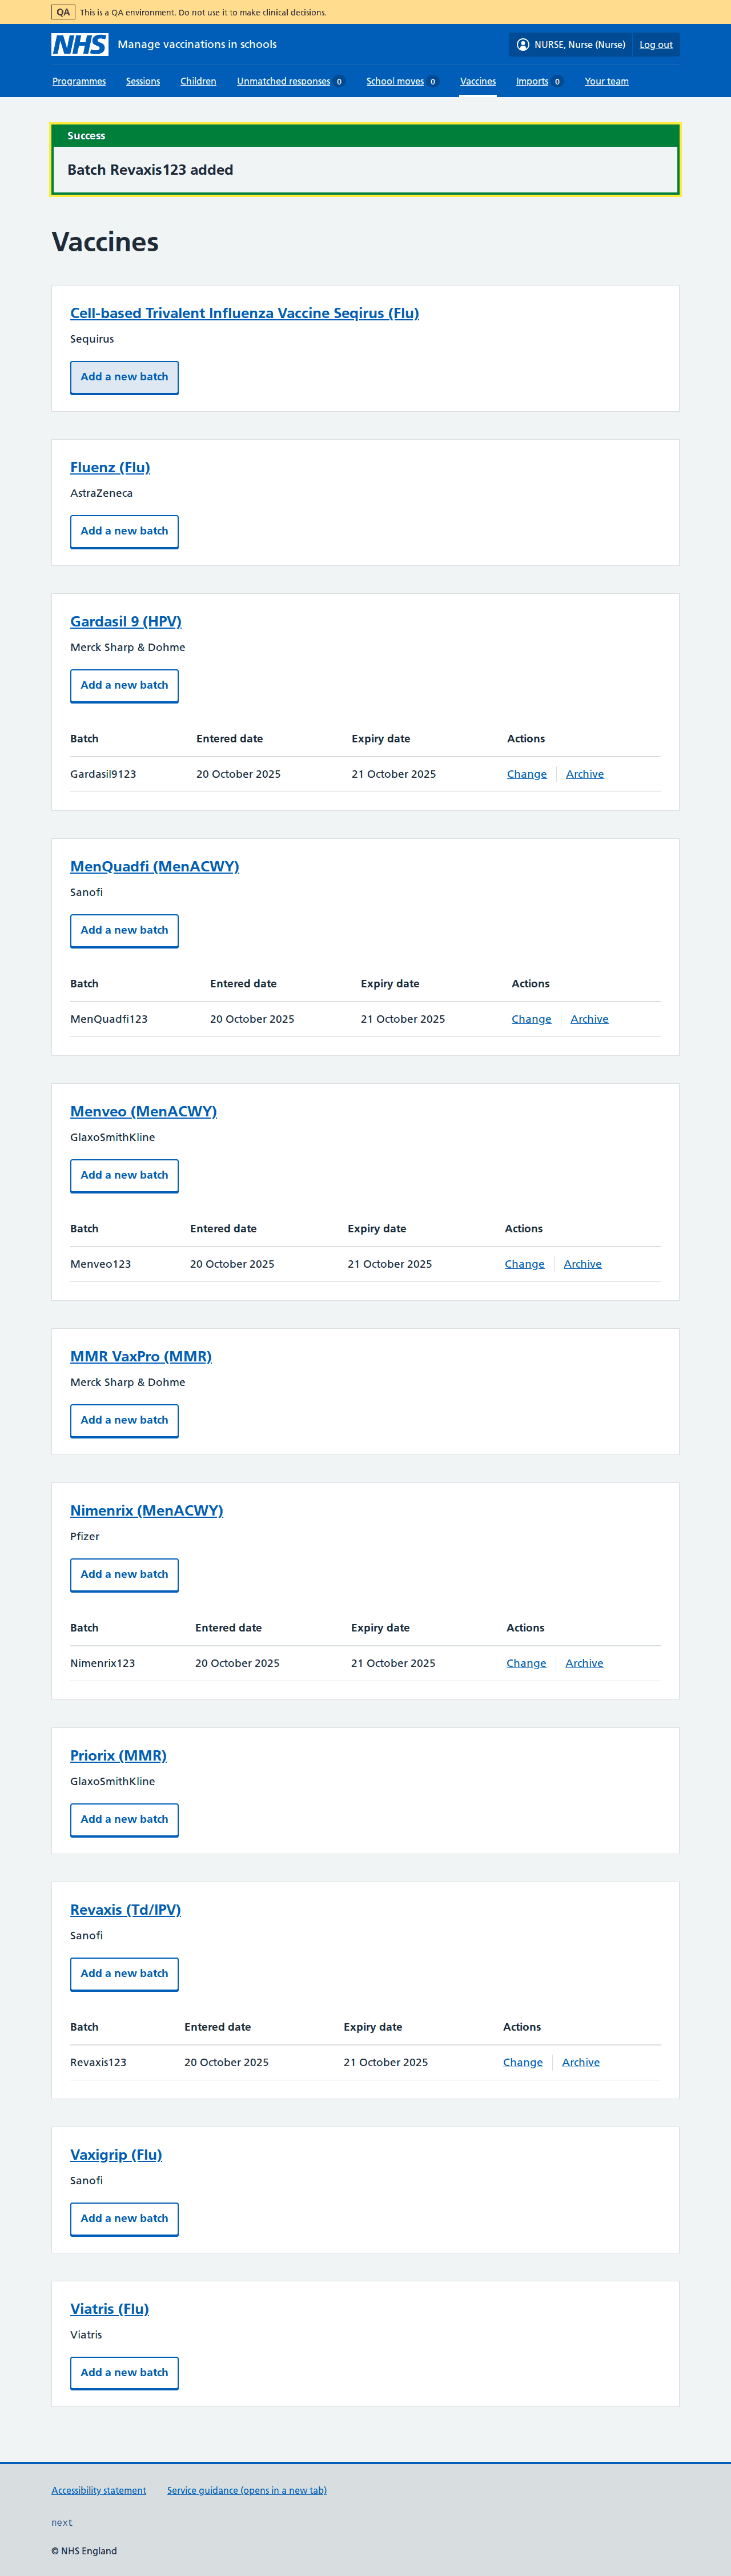 QA This is a QA environment. Do not use it to make clinical decisions.
NHS Manage vaccinations in schools NURSE, Nurse (Nurse) Log out
Programmes Sessions Children Unmatched responses 0 School moves 0 Vaccines Imports 0 Your team
Success
Batch Revaxis123 added
Vaccines
Cell-based Trivalent Influenza Vaccine Seqirus (Flu)
Sequirus
Add a new batch
Fluenz (Flu)
AstraZeneca
Add a new batch
Gardasil 9 (HPV)
Merck Sharp & Dohme
Add a new batch
Batch Entered date Expiry date Actions
Gardasil9123 20 October 2025 21 October 2025 Change Archive
MenQuadfi (MenACWY)
Sanofi
Add a new batch
Batch Entered date Expiry date Actions
MenQuadfi123 20 October 2025 21 October 2025 Change Archive
Menveo (MenACWY)
GlaxoSmithKline
Add a new batch
Batch Entered date Expiry date Actions
Menveo123 20 October 2025 21 October 2025 Change Archive
MMR VaxPro (MMR)
Merck Sharp & Dohme
Add a new batch
Nimenrix (MenACWY)
Pfizer
Add a new batch
Batch Entered date Expiry date Actions
Nimenrix123 20 October 2025 21 October 2025 Change Archive
Priorix (MMR)
GlaxoSmithKline
Add a new batch
Revaxis (Td/IPV)
Sanofi
Add a new batch
Batch Entered date Expiry date Actions
Revaxis123 20 October 2025 21 October 2025 Change Archive
Vaxigrip (Flu)
Sanofi
Add a new batch
Viatris (Flu)
Viatris
Add a new batch
Accessibility statement Service guidance (opens in a new tab)
next
© NHS England